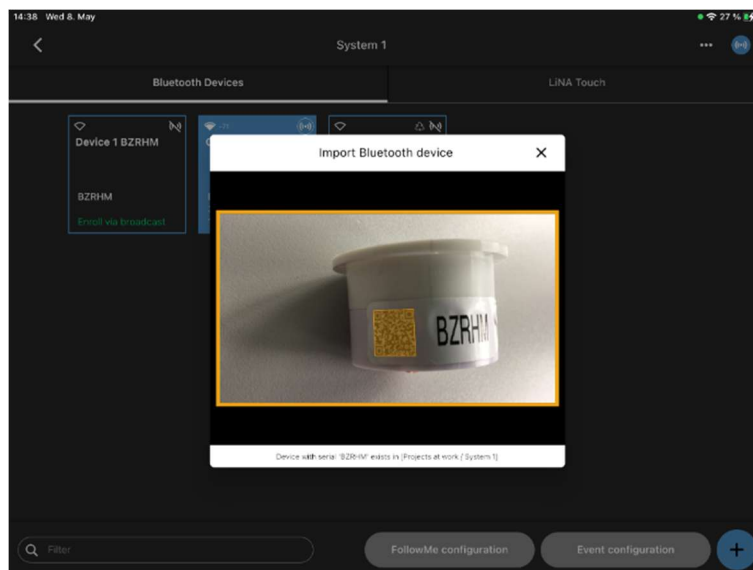 14:38 Wed 8. May
27 %
System 1
Bluetooth Devices
LiNA Touch
Device 1 BZRHM
BZRHM
Enroll via broadcast
Import Bluetooth device
BZRHM
Device with serial 'BZRHM' exists in [Projects at work / System 1]
Filter
FollowMe configuration
Event configuration